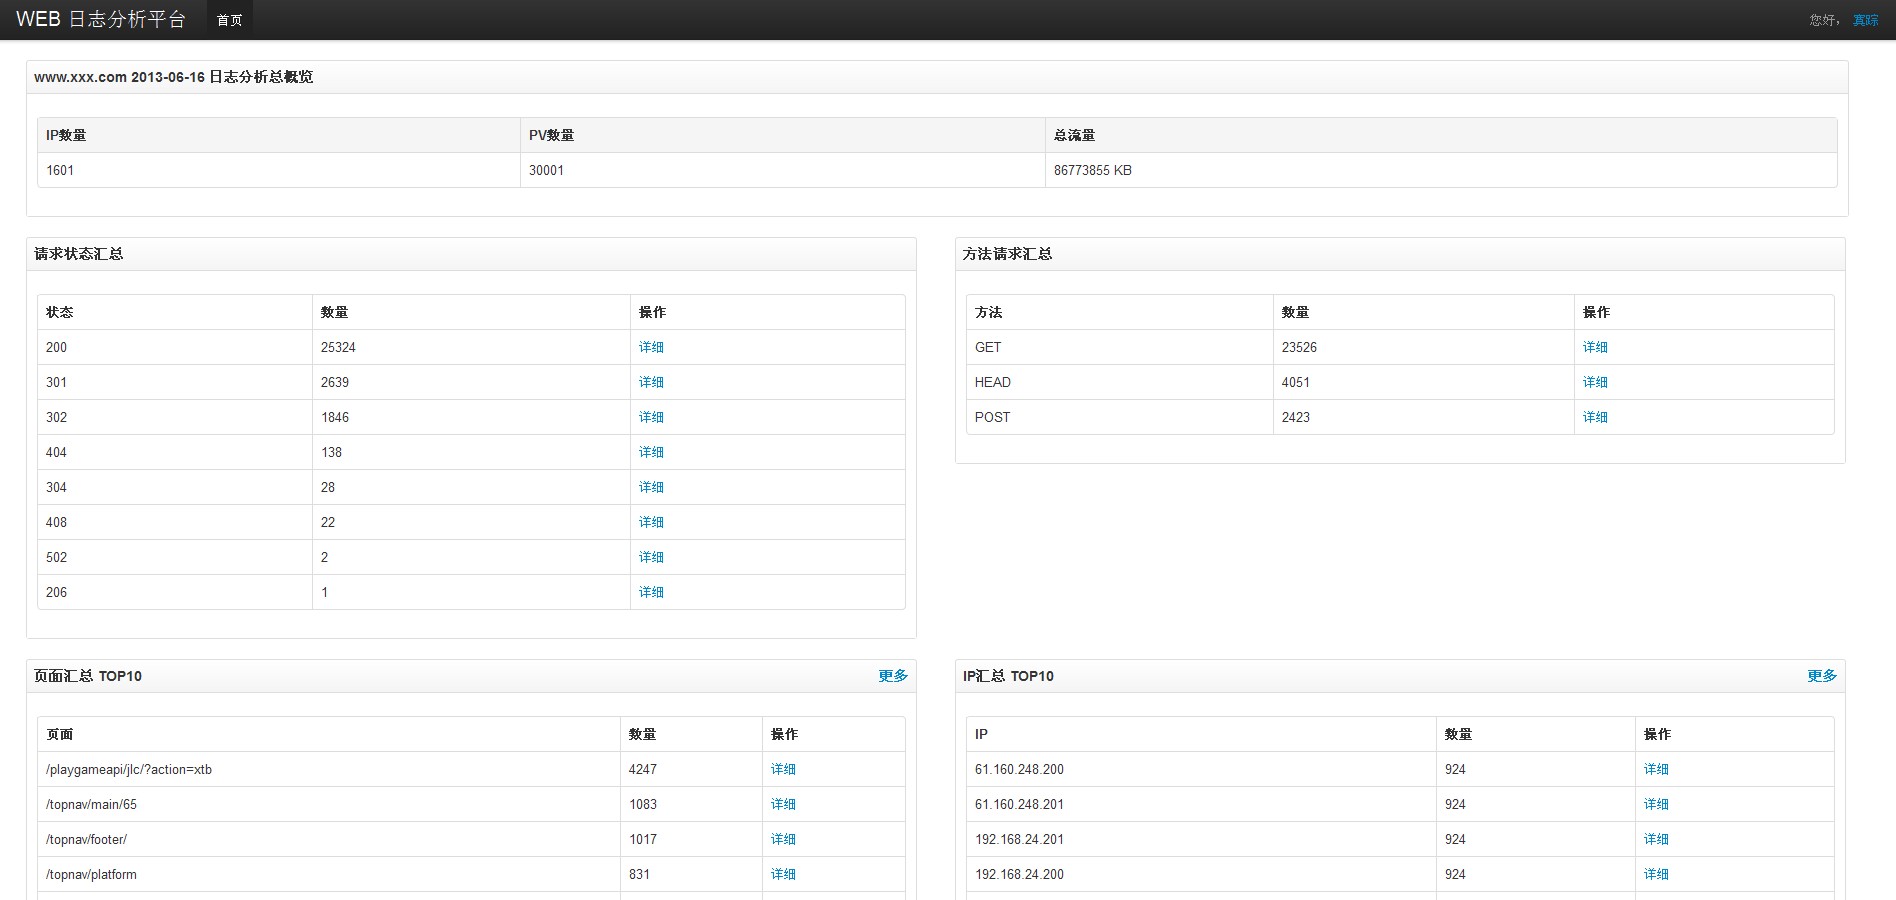 WEB 日志分析平台 首页 您好， 寘踪
www.xxx.com 2013-06-16 日志分析总概览
IP数量 PV数量 总流量
1601 30001 86773855 KB
请求状态汇总
状态 数量 操作
200 25324 详细
301 2639 详细
302 1846 详细
404 138 详细
304 28 详细
408 22 详细
502 2 详细
206 1 详细
方法请求汇总
方法 数量 操作
GET 23526 详细
HEAD 4051 详细
POST 2423 详细
页面汇总 TOP10 更多
页面 数量 操作
/playgameapi/jlc/?action=xtb 4247 详细
/topnav/main/65 1083 详细
/topnav/footer/ 1017 详细
/topnav/platform 831 详细
IP汇总 TOP10 更多
IP 数量 操作
61.160.248.200 924 详细
61.160.248.201 924 详细
192.168.24.201 924 详细
192.168.24.200 924 详细